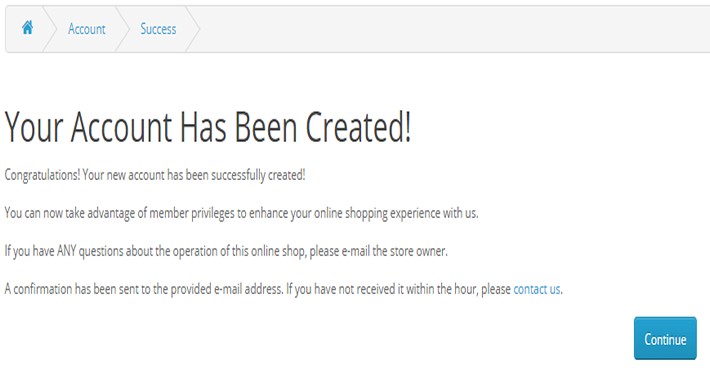 Account
Success
Your Account Has Been Created!
Congratulations! Your new account has been successfully created!
You can now take advantage of member privileges to enhance your online shopping experience with us.
If you have ANY questions about the operation of this online shop, please e-mail the store owner.
A confirmation has been sent to the provided e-mail address. If you have not received it within the hour, please contact us.
Continue